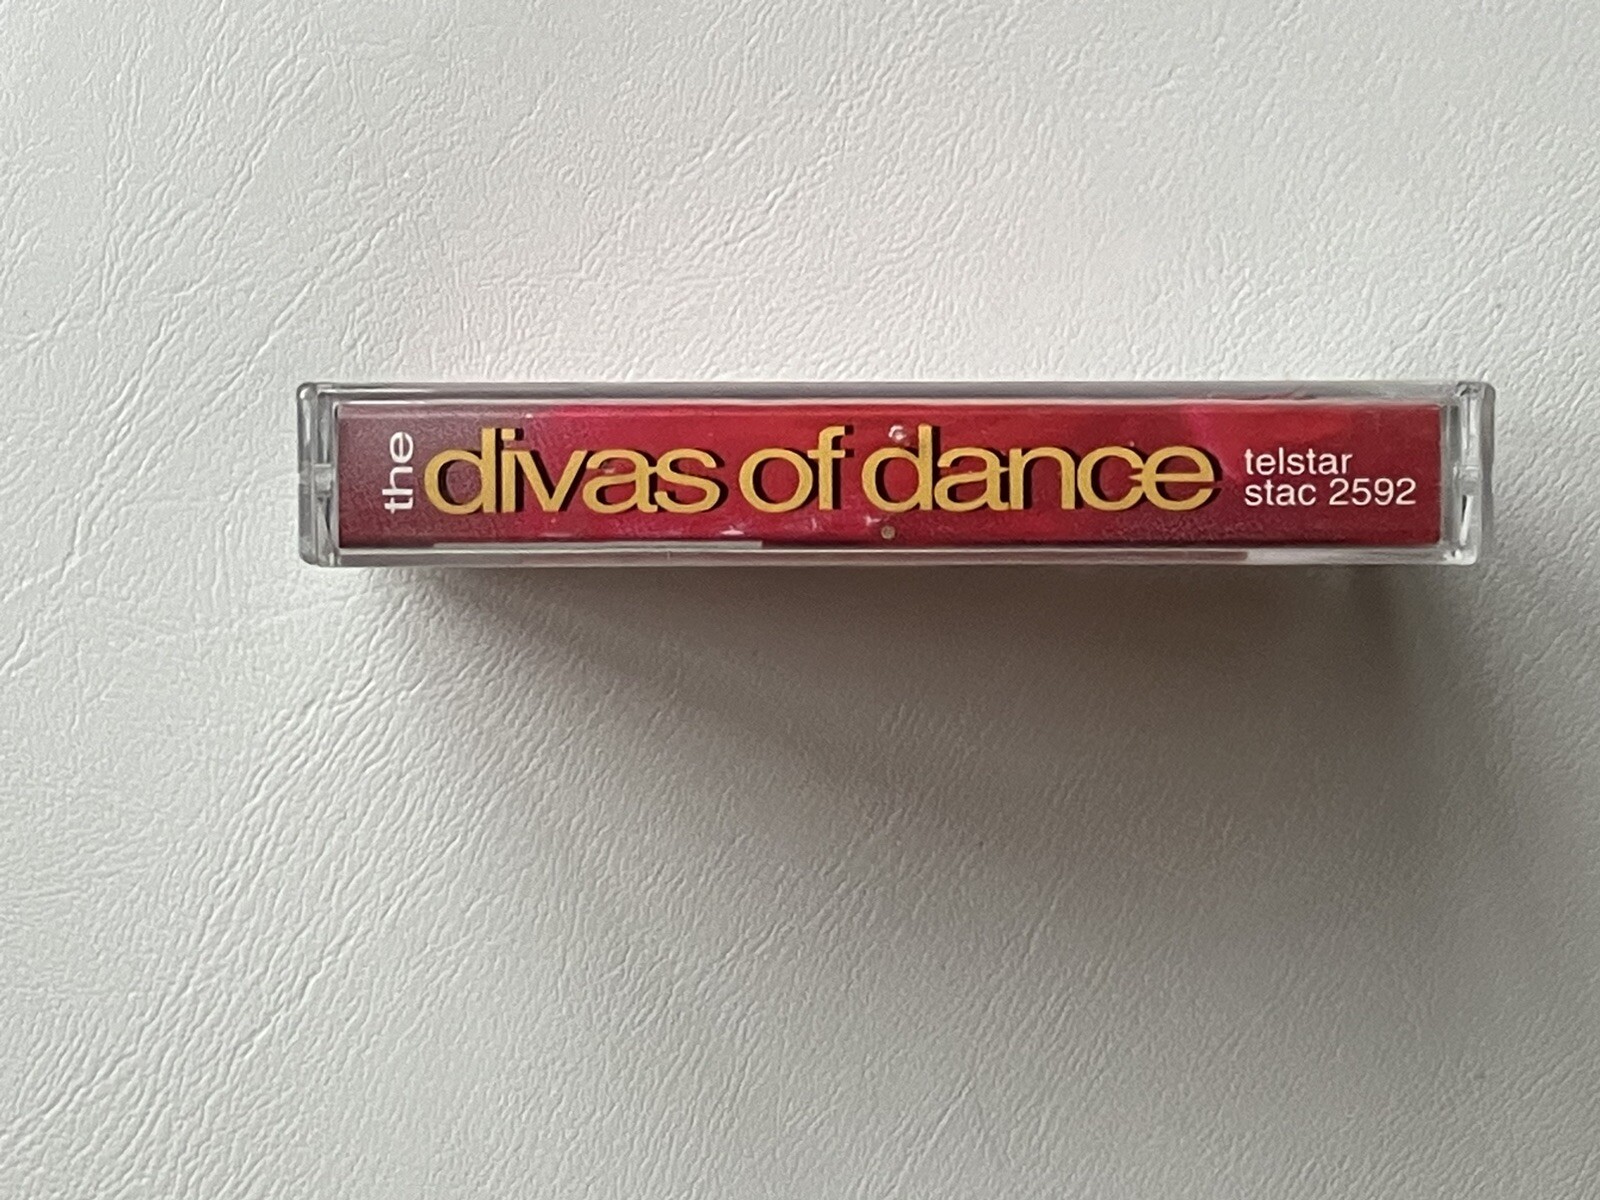 the
divas of dance
telstar
stac 2592